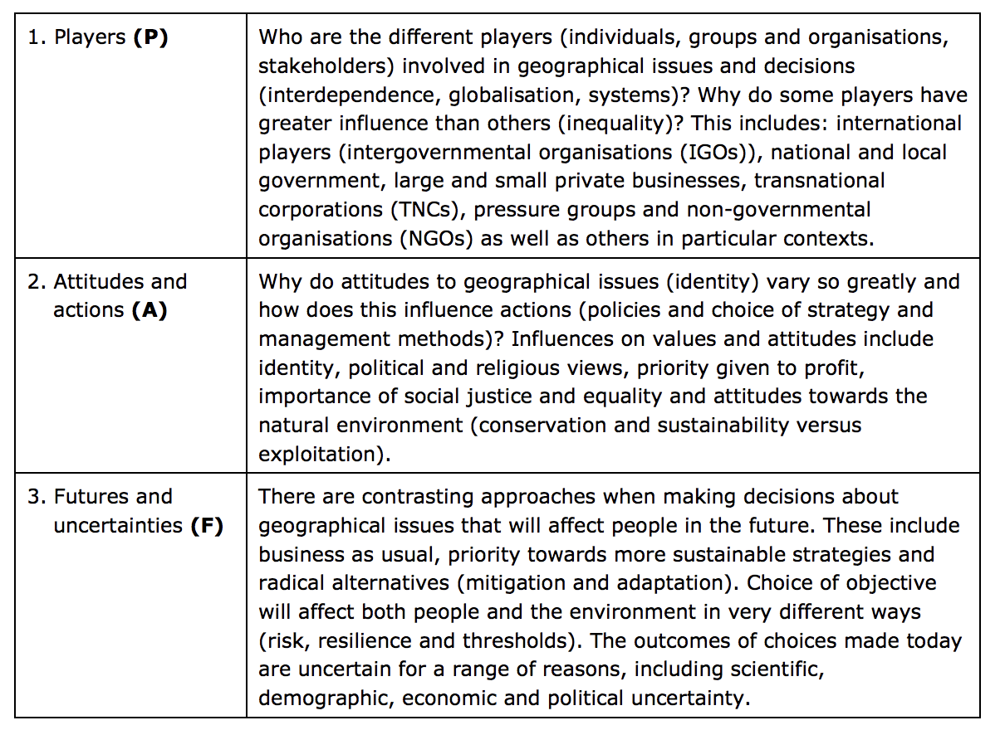 1. Players (P)
Who are the different players (individuals, groups and organisations,
stakeholders) involved in geographical issues and decisions
(interdependence, globalisation, systems)? Why do some players have
greater influence than others (inequality)? This includes: international
players (intergovernmental organisations (IGOs)), national and local
government, large and small private businesses, transnational
corporations (TNCs), pressure groups and non-governmental
organisations (NGOs) as well as others in particular contexts.
2. Attitudes and
actions (A)
Why do attitudes to geographical issues (identity) vary so greatly and
how does this influence actions (policies and choice of strategy and
management methods)? Influences on values and attitudes include
identity, political and religious views, priority given to profit,
importance of social justice and equality and attitudes towards the
natural environment (conservation and sustainability versus
exploitation).
3. Futures and
uncertainties (F)
There are contrasting approaches when making decisions about
geographical issues that will affect people in the future. These include
business as usual, priority towards more sustainable strategies and
radical alternatives (mitigation and adaptation). Choice of objective
will affect both people and the environment in very different ways
(risk, resilience and thresholds). The outcomes of choices made today
are uncertain for a range of reasons, including scientific,
demographic, economic and political uncertainty.